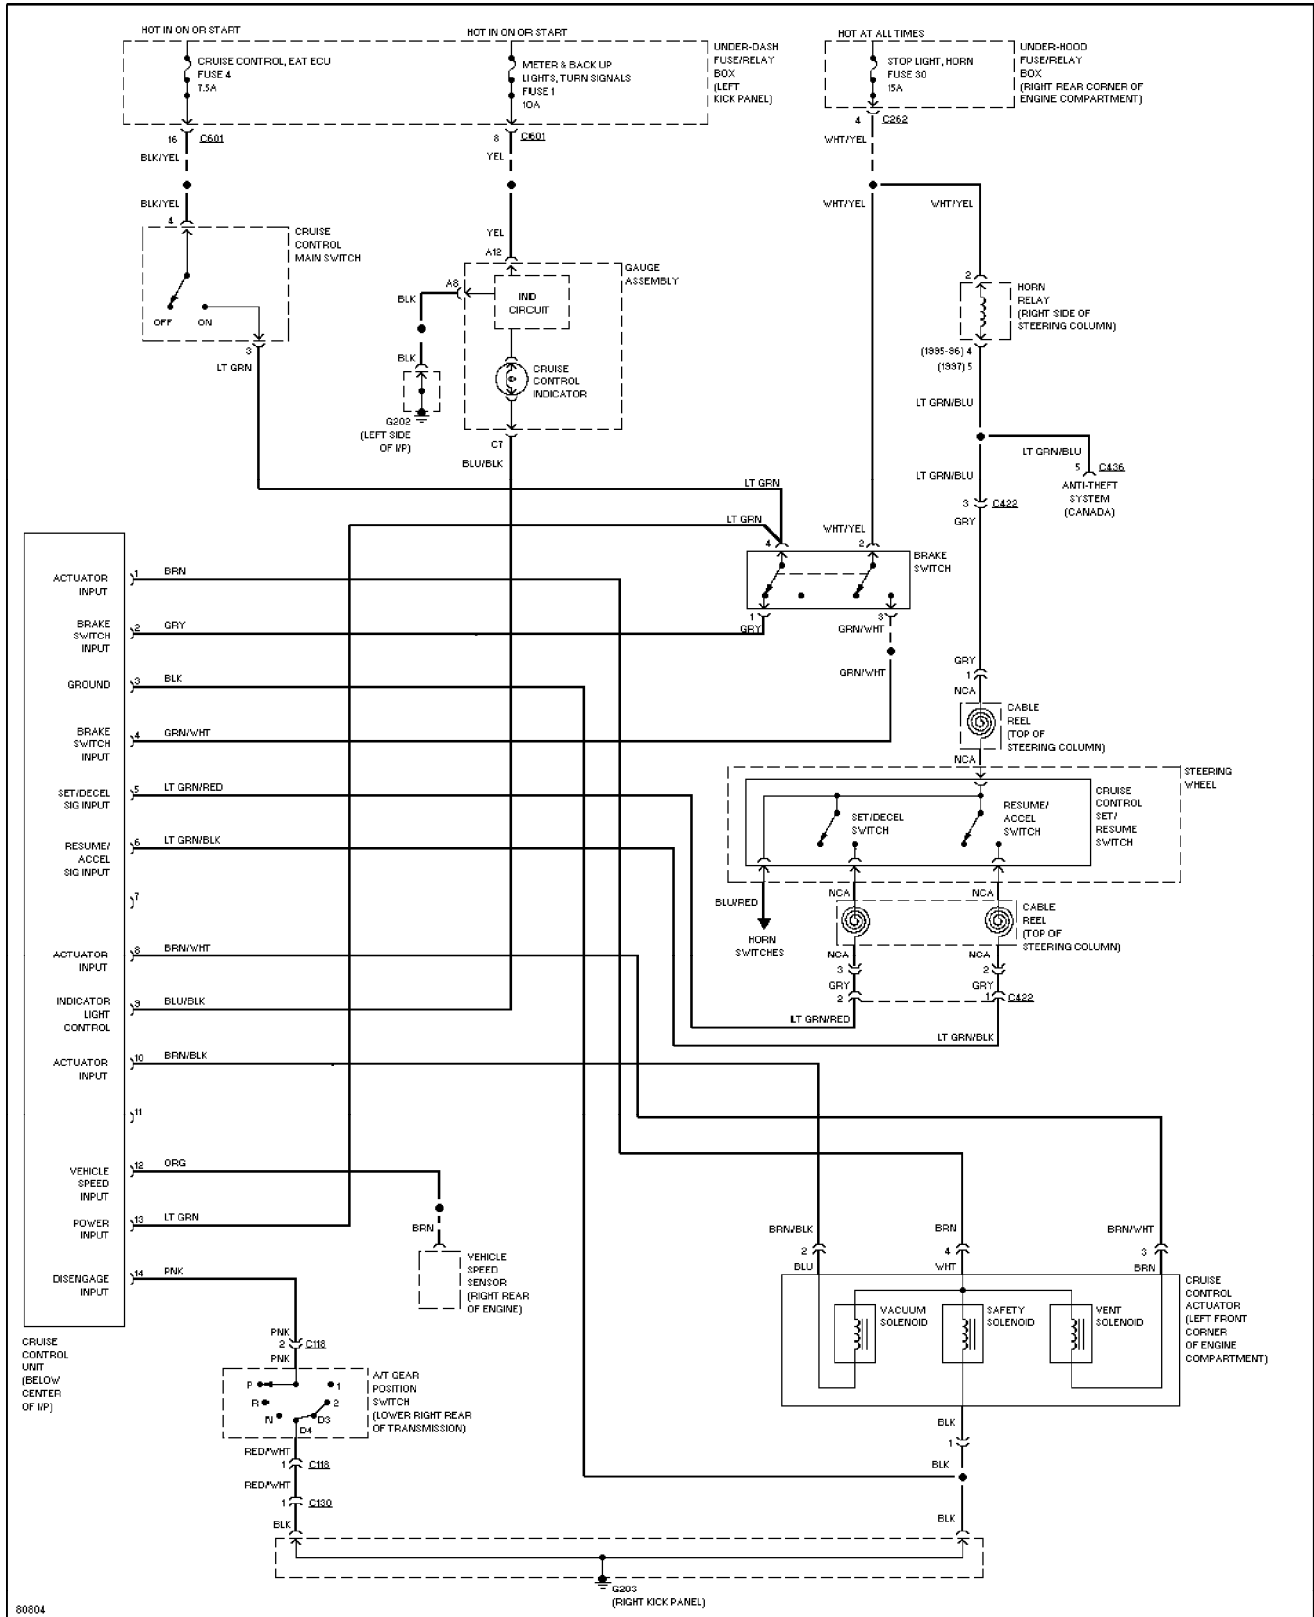 HOT IN ON OR START
HOT IN ON OR START
HOT AT ALL TIMES
CRUISE CONTROL, EAT ECU
FUSE 4
7.5A
METER & BACK UP
LIGHTS, TURN SIGNALS
FUSE 1
10A
UNDER-DASH
FUSE/RELAY
BOX
(LEFT
KICK PANEL)
STOP LIGHT, HORN
FUSE 30
15A
UNDER-HOOD
FUSE/RELAY
BOX
(RIGHT REAR CORNER OF
ENGINE COMPARTMENT)
16 C601
8 C601
4 C262
BLK/YEL
YEL
WHT/YEL
BLK/YEL
WHT/YEL
WHT/YEL
4
YEL
A12
CRUISE
CONTROL
MAIN SWITCH
OFF
ON
3
LT GRN
GAUGE
ASSEMBLY
A8
BLK
IND
CIRCUIT
BLK
CRUISE
CONTROL
INDICATOR
G202
(LEFT SIDE
OF I/P)
C7
BLU/BLK
2
HORN
RELAY
(RIGHT SIDE OF
STEERING COLUMN)
(1995-96) 4
(1997) 5
LT GRN/BLU
LT GRN/BLU
5 C436
ANTI-THEFT
SYSTEM
(CANADA)
LT GRN/BLU
3 C422
GRY
LT GRN
LT GRN
WHT/YEL
4
2
BRAKE
SWITCH
1
GRY
3
GRN/WHT
GRN/WHT
GRY
1
NCA
CABLE
REEL
(TOP OF
STEERING COLUMN)
NCA
STEERING
WHEEL
CRUISE
CONTROL
SET/
RESUME
SWITCH
SET/DECEL
SWITCH
RESUME/
ACCEL
SWITCH
BLU/RED
HORN
SWITCHES
NCA
NCA
CABLE
REEL
(TOP OF
STEERING COLUMN)
NCA
NCA
3
2
GRY
GRY
2
1 C422
LT GRN/RED
LT GRN/BLK
ACTUATOR
INPUT
1 BRN
BRAKE
SWITCH
INPUT
2 GRY
GROUND
3 BLK
BRAKE
SWITCH
INPUT
4 GRN/WHT
SET/DECEL
SIG INPUT
5 LT GRN/RED
RESUME/
ACCEL
SIG INPUT
6 LT GRN/BLK
7
ACTUATOR
INPUT
8 BRN/WHT
INDICATOR
LIGHT
CONTROL
9 BLU/BLK
ACTUATOR
INPUT
10 BRN/BLK
11
VEHICLE
SPEED
INPUT
12 ORG
POWER
INPUT
13 LT GRN
DISENGAGE
INPUT
14 PNK
CRUISE
CONTROL
UNIT
(BELOW
CENTER
OF I/P)
BRN
VEHICLE
SPEED
SENSOR
(RIGHT REAR
OF ENGINE)
PNK
2 C118
PNK
P
R
N
D4
D3
2
1
A/T GEAR
POSITION
SWITCH
(LOWER RIGHT REAR
OF TRANSMISSION)
RED/WHT
1 C118
RED/WHT
1 C130
BLK
BRN/BLK
BRN
BRN/WHT
2
4
3
BLU
WHT
BRN
VACUUM
SOLENOID
SAFETY
SOLENOID
VENT
SOLENOID
CRUISE
CONTROL
ACTUATOR
(LEFT FRONT
CORNER
OF ENGINE
COMPARTMENT)
BLK
1
BLK
BLK
G203
(RIGHT KICK PANEL)
80804